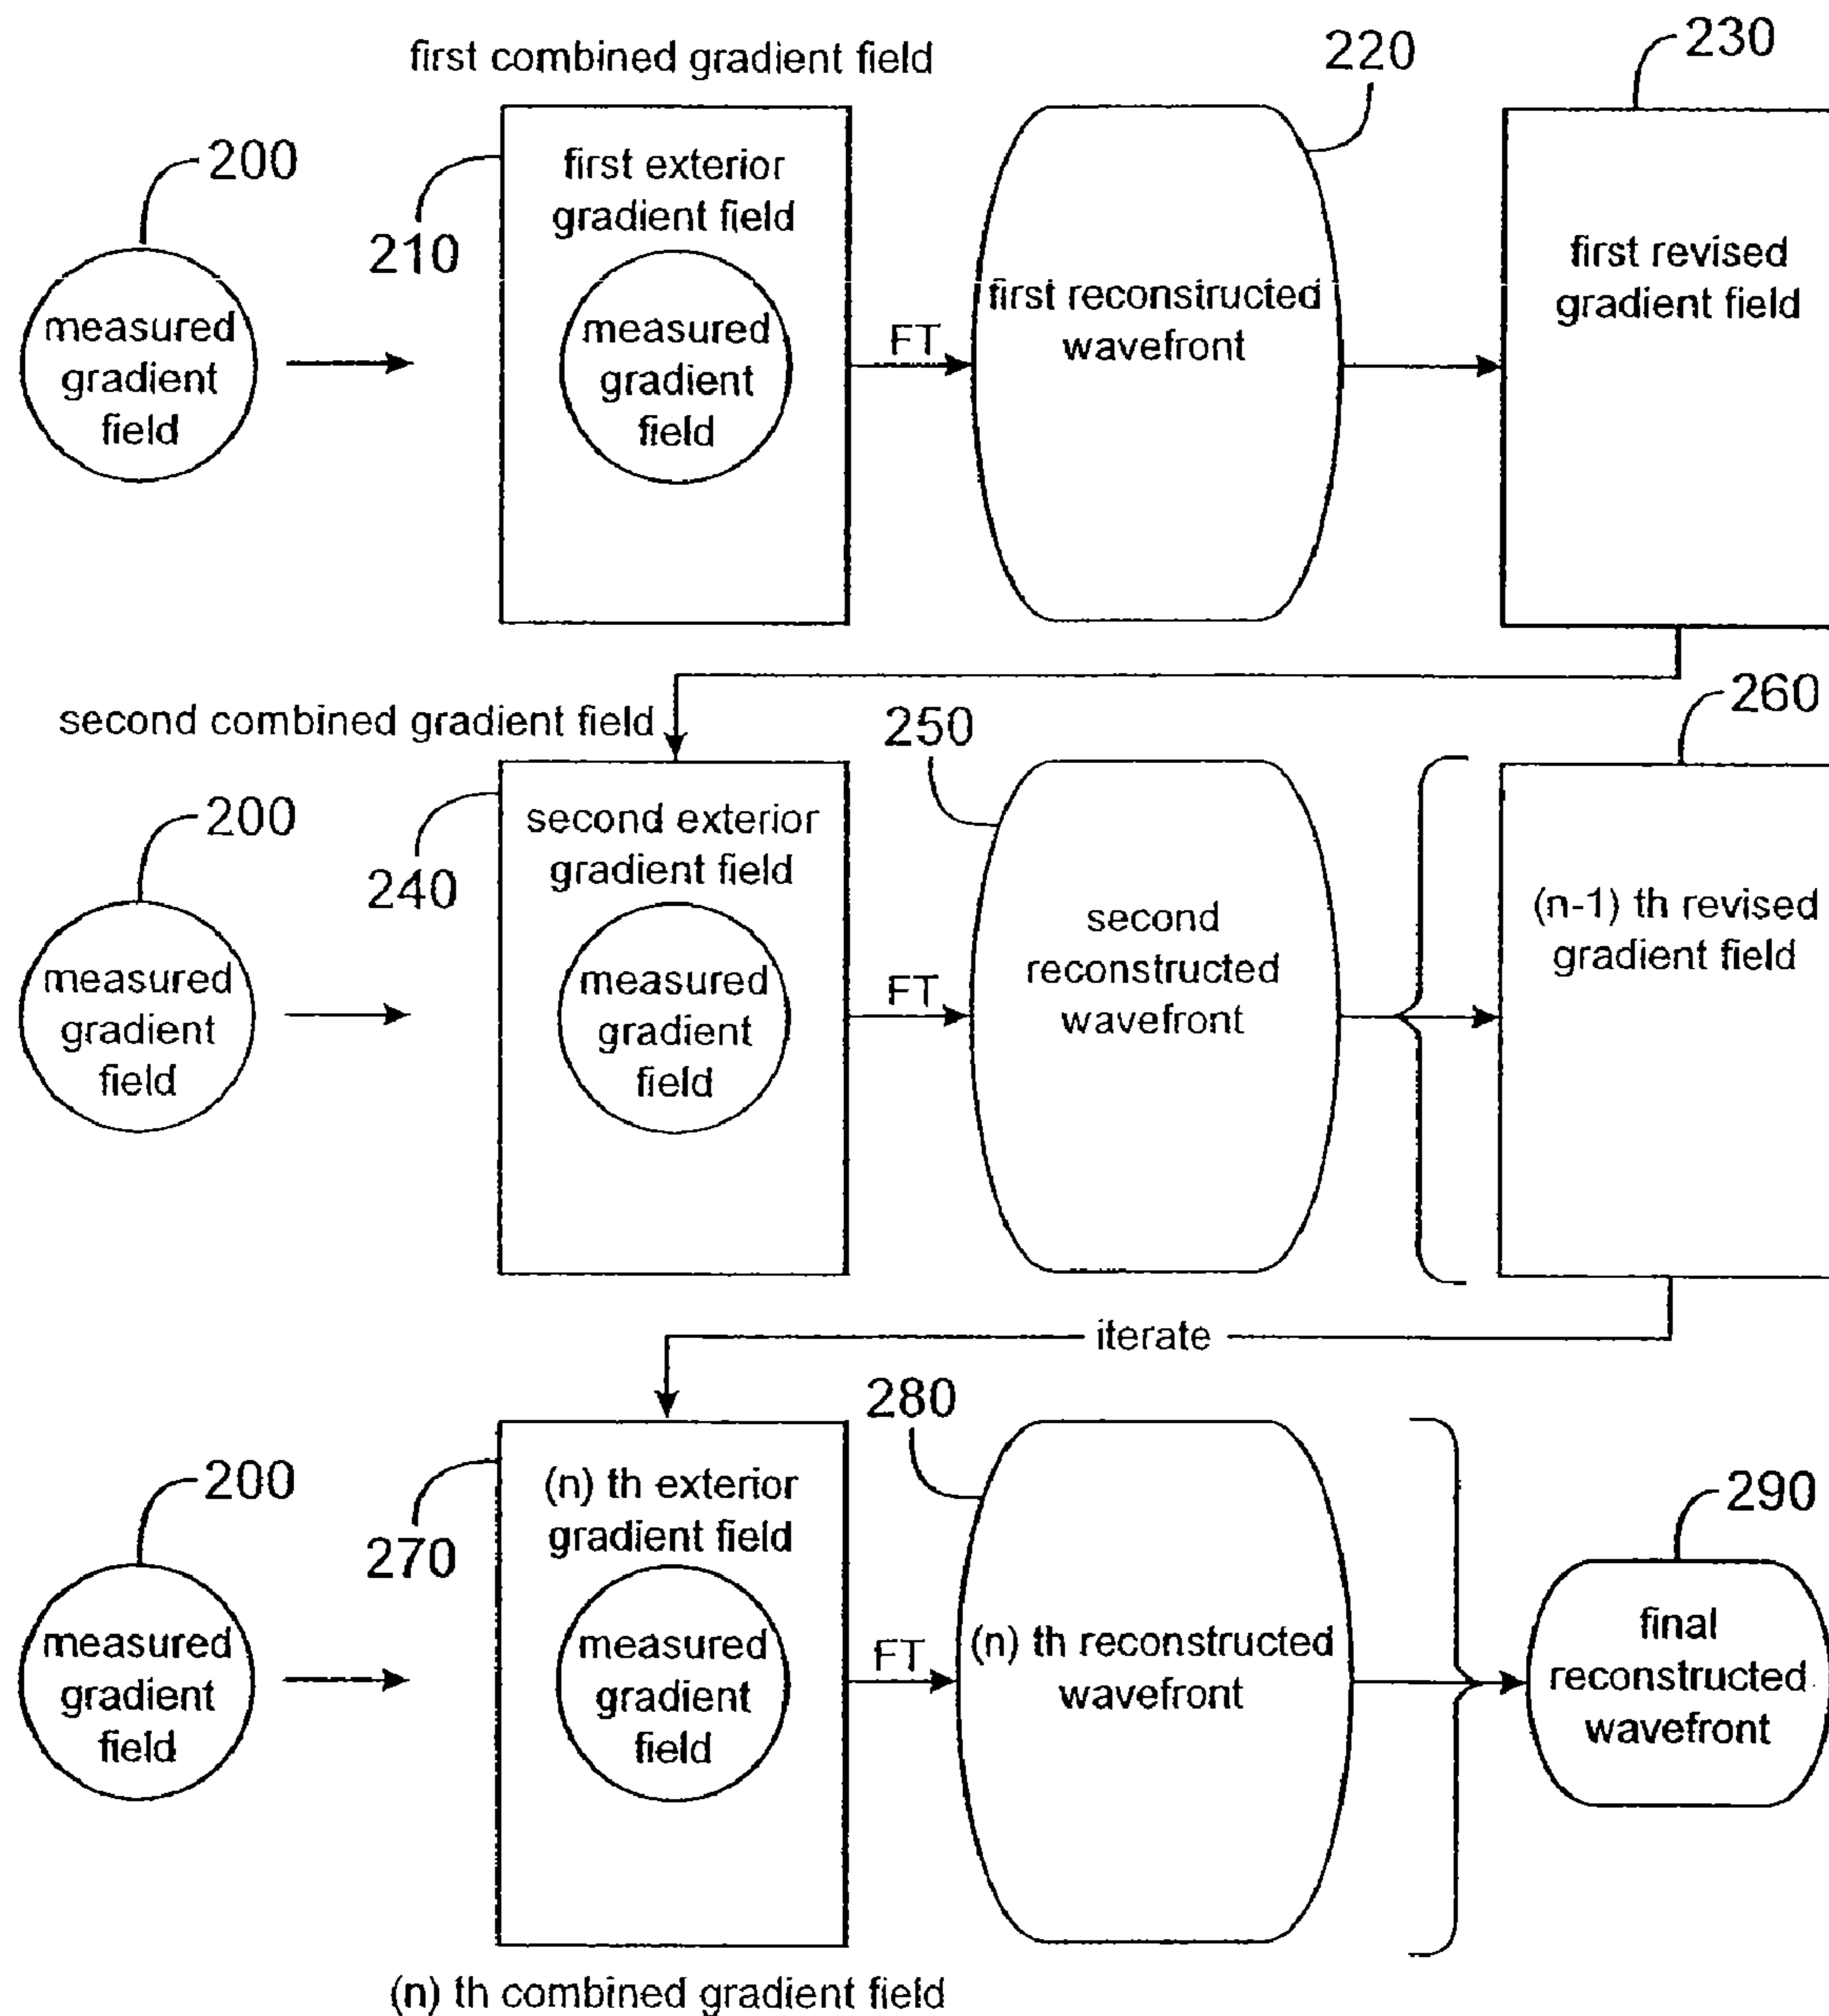 first combined gradient field
220
230
200
210
first exterior
gradient field
measured
gradient
field
measured
gradient
field
FT
first reconstructed
wavefront
first revised
gradient field
second combined gradient field
250
260
200
240
second exterior
gradient field
measured
gradient
field
measured
gradient
field
FT
second
reconstructed
wavefront
(n-1) th revised
gradient field
iterate
280
290
200
270
(n) th exterior
gradient field
measured
gradient
field
measured
gradient
field
FT
(n) th reconstructed
wavefront
final
reconstructed
wavefront
(n) th combined gradient field